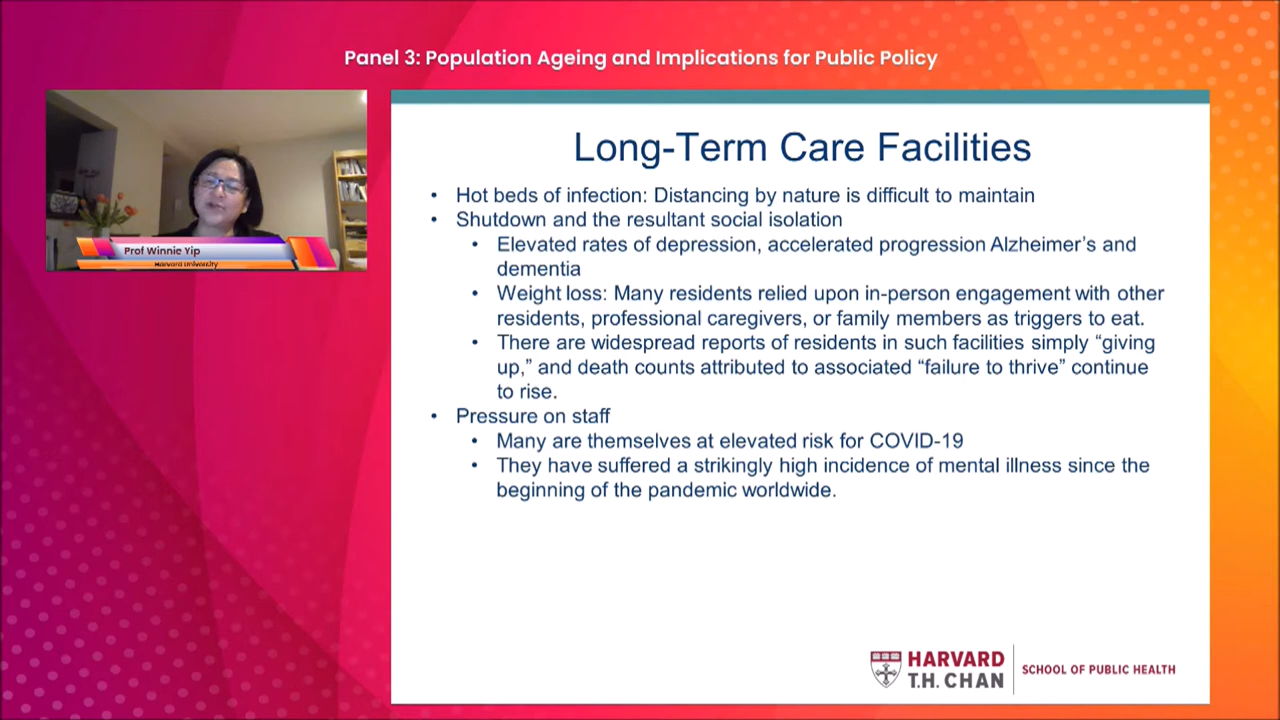 Panel 3: Population Ageing and Implications for Public Policy
Prof Winnie Yip
Harvard University
Long-Term Care Facilities
• Hot beds of infection: Distancing by nature is difficult to maintain
• Shutdown and the resultant social isolation
• Elevated rates of depression, accelerated progression Alzheimer’s and
dementia
• Weight loss: Many residents relied upon in-person engagement with other
residents, professional caregivers, or family members as triggers to eat.
• There are widespread reports of residents in such facilities simply “giving
up,” and death counts attributed to associated “failure to thrive” continue
to rise.
• Pressure on staff
• Many are themselves at elevated risk for COVID-19
• They have suffered a strikingly high incidence of mental illness since the
beginning of the pandemic worldwide.
HARVARD
T.H. CHAN
SCHOOL OF PUBLIC HEALTH